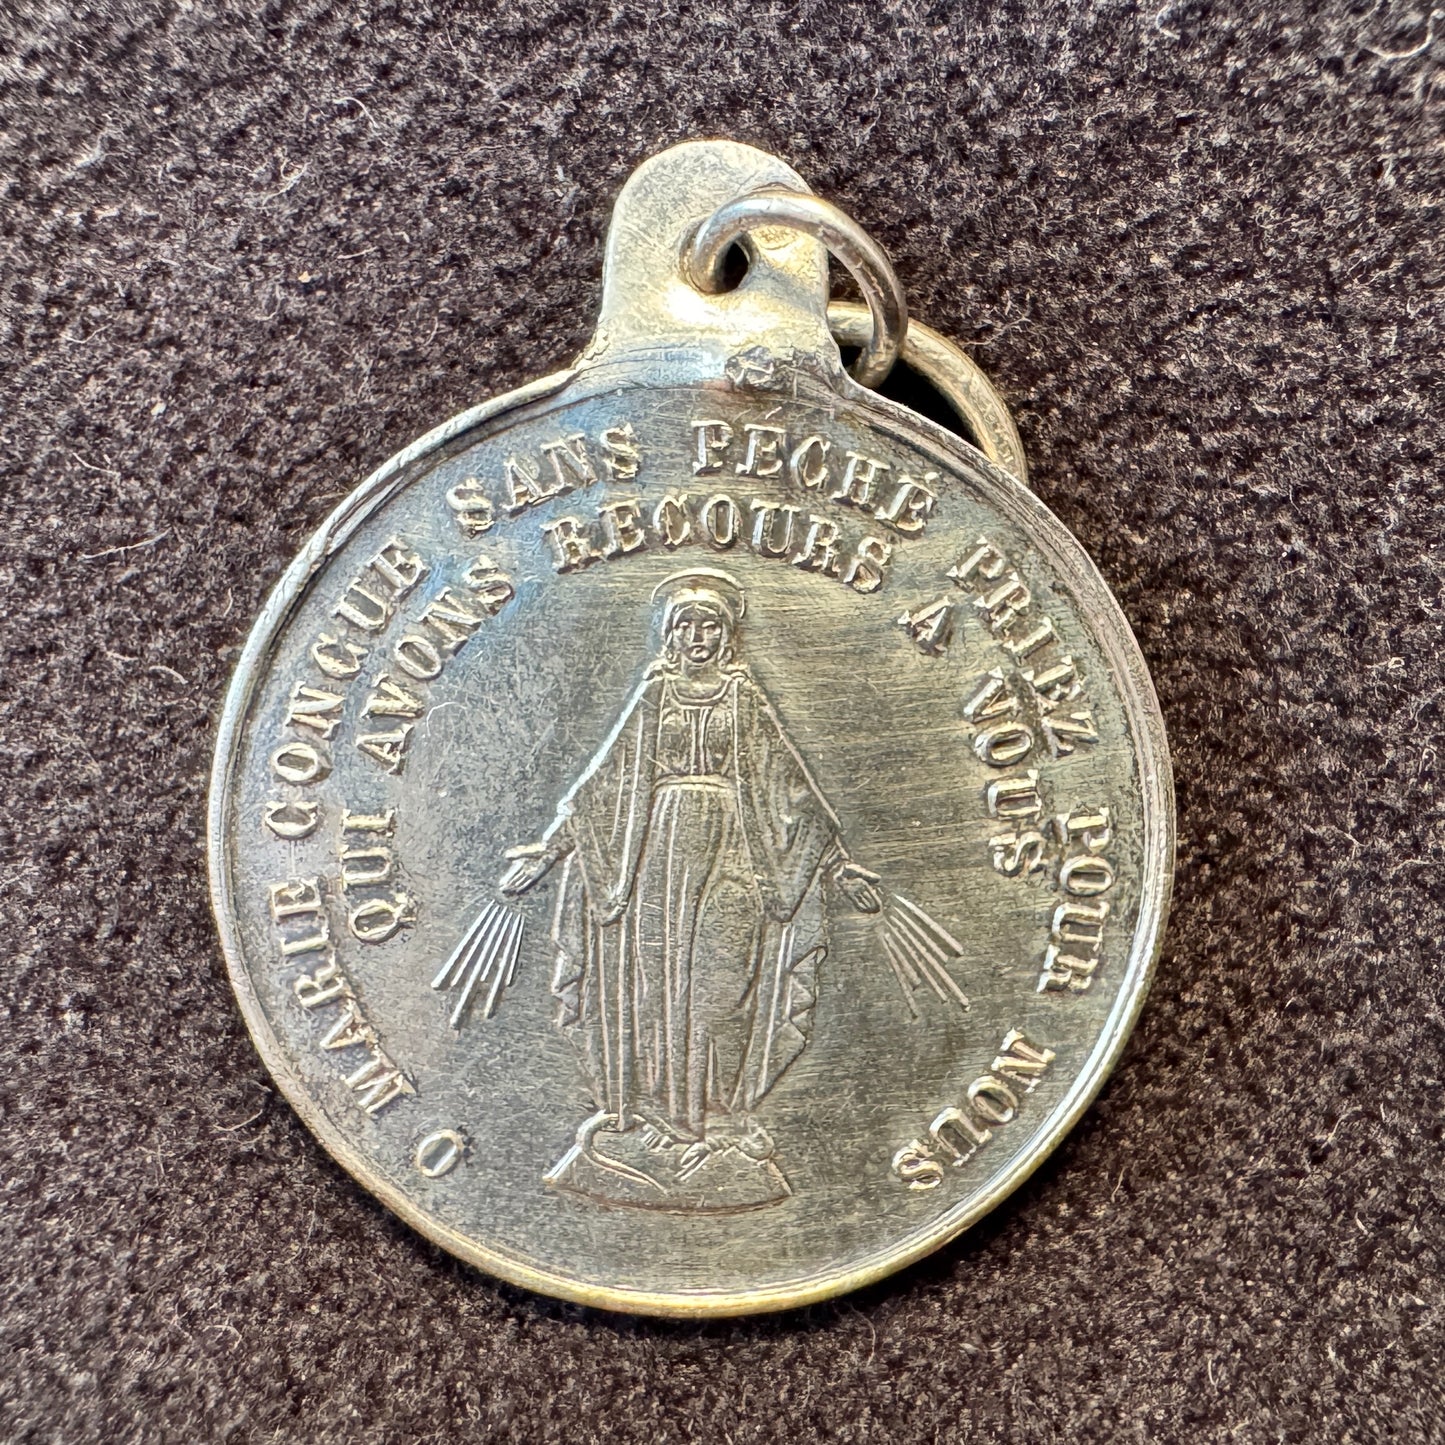 O MARIE CONCUE SANS PÉCHÉ PRIEZ POUR NOUS
QUI AVONS RECOURS A VOUS